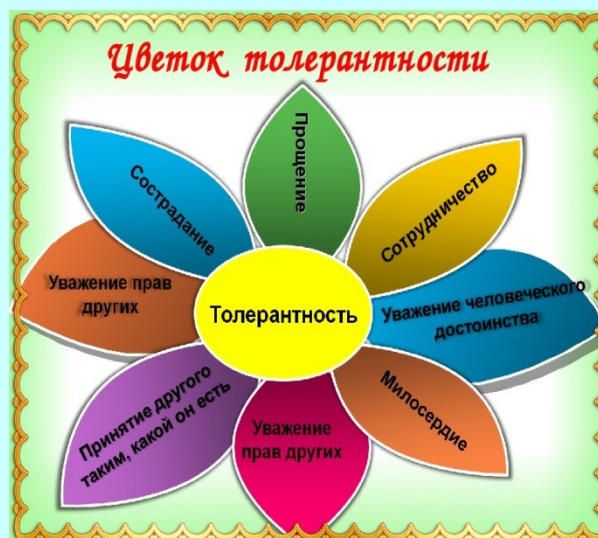 Цветок толерантности
Прощение
Сотрудничество
Уважение человеческого
достоинства
Милосердие
Уважение
прав других
Принятие другого
таким, какой он есть
Уважение прав
других
Сострадание
Толерантность